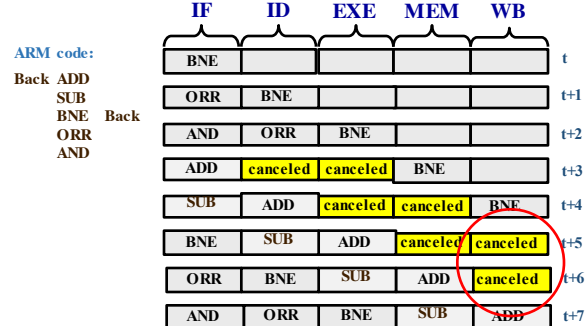 IF ID EXE MEM WB
ARM code:
Back ADD
SUB
BNE Back
ORR
AND
BNE t
ORR BNE t+1
AND ORR BNE t+2
ADD canceled canceled BNE t+3
SUB ADD canceled canceled BNE t+4
BNE SUB ADD canceled canceled t+5
ORR BNE SUB ADD canceled t+6
AND ORR BNE SUB ADD t+7